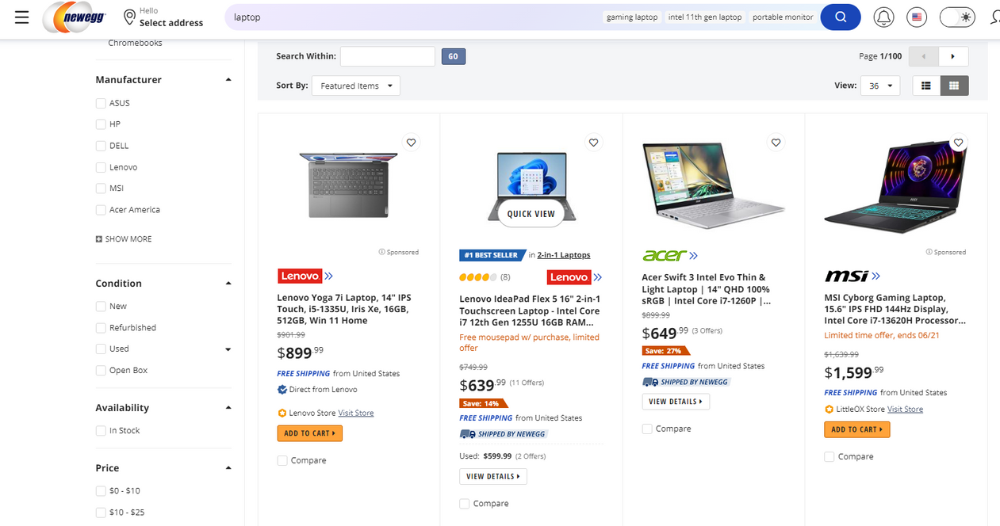 newegg
Hello
Select address
laptop
gaming laptop
intel 11th gen laptop
portable monitor
Chromebooks
Manufacturer
ASUS
HP
DELL
Lenovo
MSI
Acer America
SHOW MORE
Condition
New
Refurbished
Used
Open Box
Availability
In Stock
Price
$0 - $10
$10 - $25
Search Within:
GO
Page 1/100
Sort By:
Featured Items
View:
36
Sponsored
Lenovo
Lenovo Yoga 7i Laptop, 14" IPS
Touch, i5-1335U, Iris Xe, 16GB,
512GB, Win 11 Home
$901.99
$899.99
FREE SHIPPING from United States
Direct from Lenovo
Lenovo Store Visit Store
ADD TO CART
Compare
QUICK VIEW
#1 BEST SELLER in 2-in-1 Laptops
(8)
Lenovo
Lenovo IdeaPad Flex 5 16" 2-in-1
Touchscreen Laptop - Intel Core
i7 12th Gen 1255U 16GB RAM...
Free mousepad w/ purchase, limited
offer
$749.99
$639.99 (11 Offers)
Save: 14%
FREE SHIPPING from United States
SHIPPED BY NEWEGG
Used: $599.99 (2 Offers)
VIEW DETAILS
Compare
acer
Acer Swift 3 Intel Evo Thin &
Light Laptop | 14" QHD 100%
sRGB | Intel Core i7-1260P |...
$899.99
$649.99 (3 Offers)
Save: 27%
FREE SHIPPING from United States
SHIPPED BY NEWEGG
VIEW DETAILS
Compare
Sponsored
msi
MSI Cyborg Gaming Laptop,
15.6" IPS FHD 144Hz Display,
Intel Core i7-13620H Processor...
Limited time offer, ends 06/21
$1,639.99
$1,599.99
FREE SHIPPING from United States
LittleOX Store Visit Store
ADD TO CART
Compare